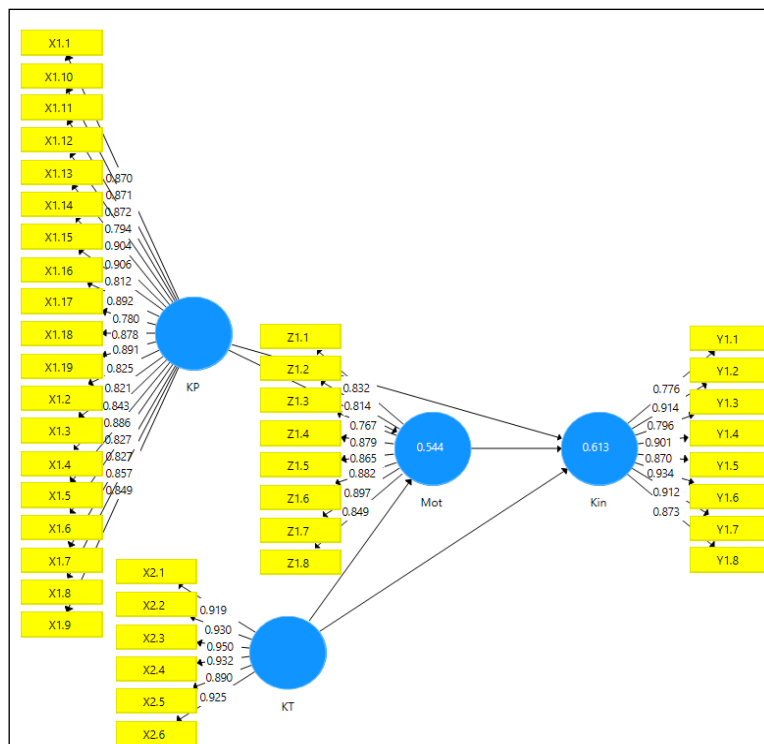 X1.1
X1.10
X1.11
X1.12
X1.13
X1.14
X1.15
X1.16
X1.17
X1.18
X1.19
X1.2
X1.3
X1.4
X1.5
X1.6
X1.7
X1.8
X1.9
0.870
0.871
0.872
0.794
0.904
0.906
0.812
0.892
0.780
0.878
0.891
0.825
0.821
0.843
0.886
0.827
0.827
0.857
0.849
KP
X2.1
X2.2
X2.3
X2.4
X2.5
X2.6
0.919
0.930
0.950
0.932
0.890
0.925
KT
Z1.1
Z1.2
Z1.3
Z1.4
Z1.5
Z1.6
Z1.7
Z1.8
0.832
0.814
0.767
0.879
0.865
0.882
0.897
0.849
0.544
Mot
0.613
Kin
0.776
0.914
0.796
0.901
0.870
0.934
0.912
0.873
Y1.1
Y1.2
Y1.3
Y1.4
Y1.5
Y1.6
Y1.7
Y1.8